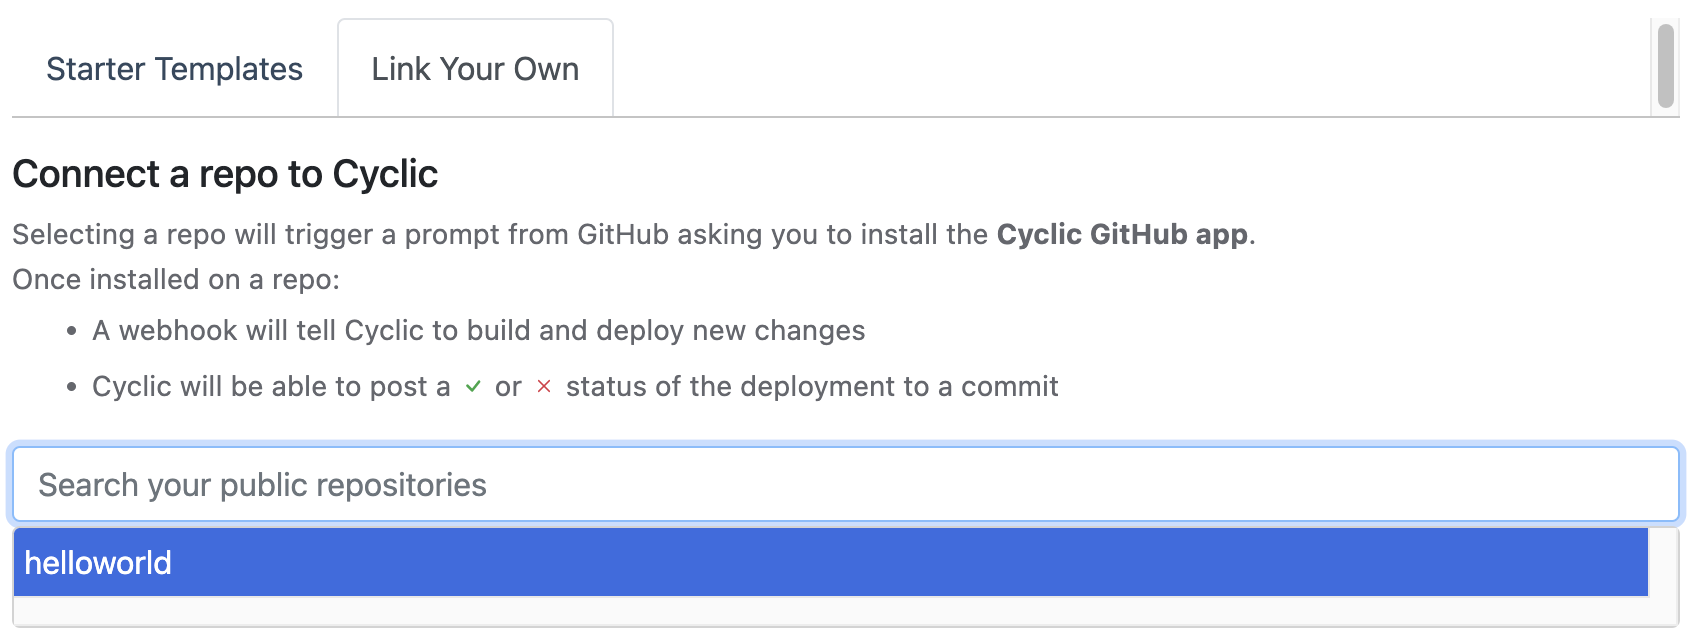 Starter Templates
Link Your Own
Connect a repo to Cyclic
Selecting a repo will trigger a prompt from GitHub asking you to install the Cyclic GitHub app.
Once installed on a repo:
• A webhook will tell Cyclic to build and deploy new changes
• Cyclic will be able to post a ✓ or ✕ status of the deployment to a commit
Search your public repositories
helloworld